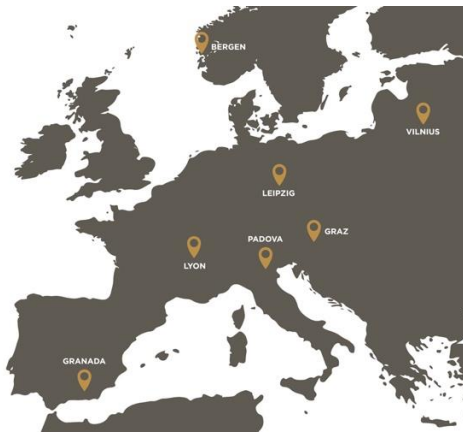 BERGEN
VILNIUS
LEIPZIG
GRAZ
PADOVA
LYON
GRANADA